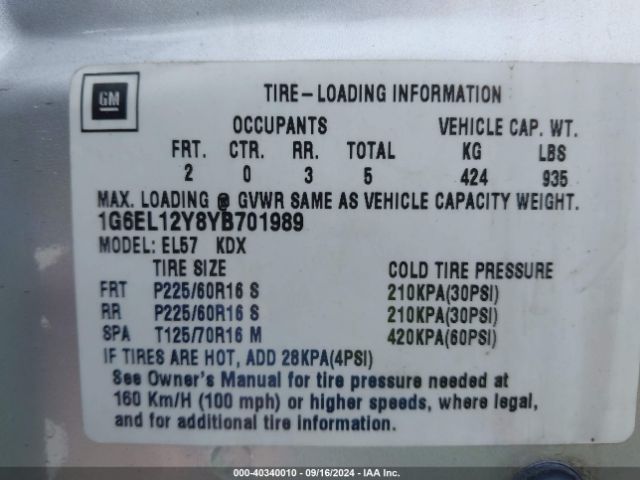 GM
TIRE-LOADING INFORMATION
OCCUPANTS VEHICLE CAP. WT.
FRT. CTR. RR. TOTAL KG LBS
2 0 3 5 424 935
MAX. LOADING @ GVWR SAME AS VEHICLE CAPACITY WEIGHT.
1G6EL12Y8YB701989
MODEL: EL57 KDX
TIRE SIZE COLD TIRE PRESSURE
FRT P225/60R16 S 210KPA(30PSI)
RR P225/60R16 S 210KPA(30PSI)
SPA T125/70R16 M 420KPA(60PSI)
IF TIRES ARE HOT, ADD 28KPA(4PSI)
See Owner's Manual for tire pressure needed at
160 Km/H (100 mph) or higher speeds, where legal,
and for additional tire information.
000-40340010 - 09/16/2024 - IAA Inc.